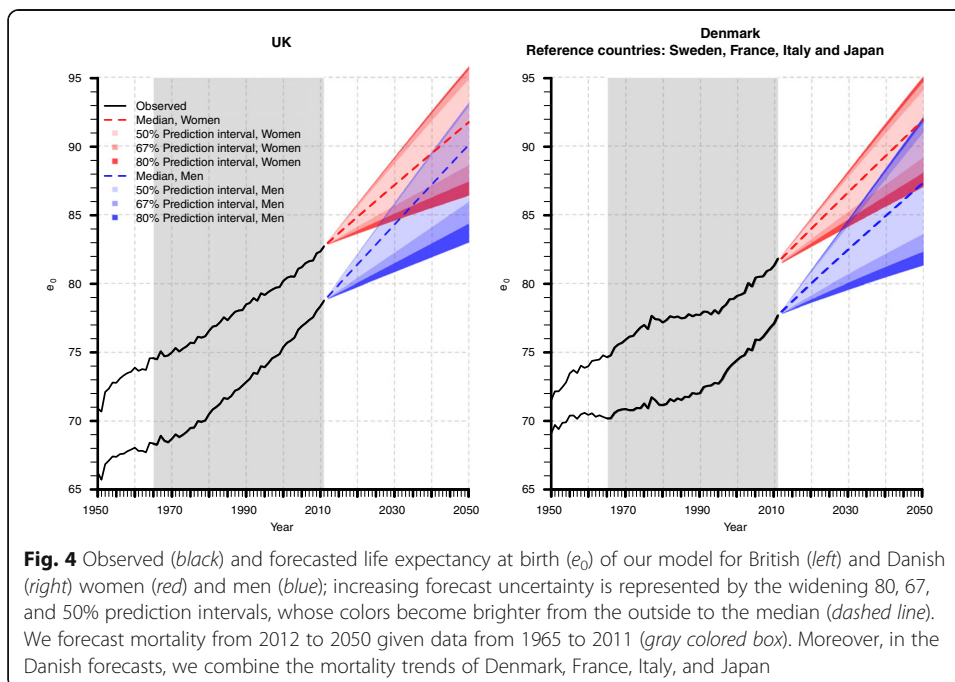 UK
95
90
85
80
75
70
65
e0
Observed
Median, Women
50% Prediction interval, Women
67% Prediction interval, Women
80% Prediction interval, Women
Median, Men
50% Prediction interval, Men
67% Prediction interval, Men
80% Prediction interval, Men
1950 1970 1990 2010 2030 2050
Year
Denmark
Reference countries: Sweden, France, Italy and Japan
95
90
85
80
75
70
65
e0
1950 1970 1990 2010 2030 2050
Year
Fig. 4 Observed (black) and forecasted life expectancy at birth (e0) of our model for British (left) and Danish
(right) women (red) and men (blue); increasing forecast uncertainty is represented by the widening 80, 67,
and 50% prediction intervals, whose colors become brighter from the outside to the median (dashed line).
We forecast mortality from 2012 to 2050 given data from 1965 to 2011 (gray colored box). Moreover, in the
Danish forecasts, we combine the mortality trends of Denmark, France, Italy, and Japan